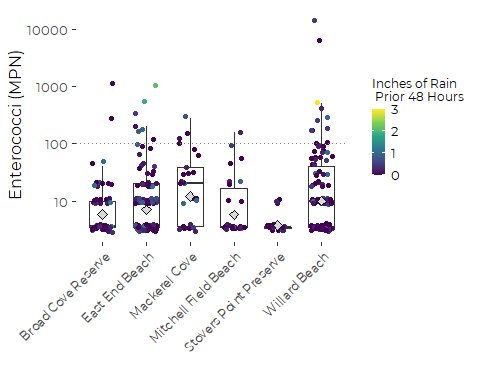 Enterococci (MPN)
10000
1000
100
10
Broad Cove Reserve
East End Beach
Mackerel Cove
Mitchell Field Beach
Stovers Point Preserve
Willard Beach
Inches of Rain
Prior 48 Hours
3
2
1
0